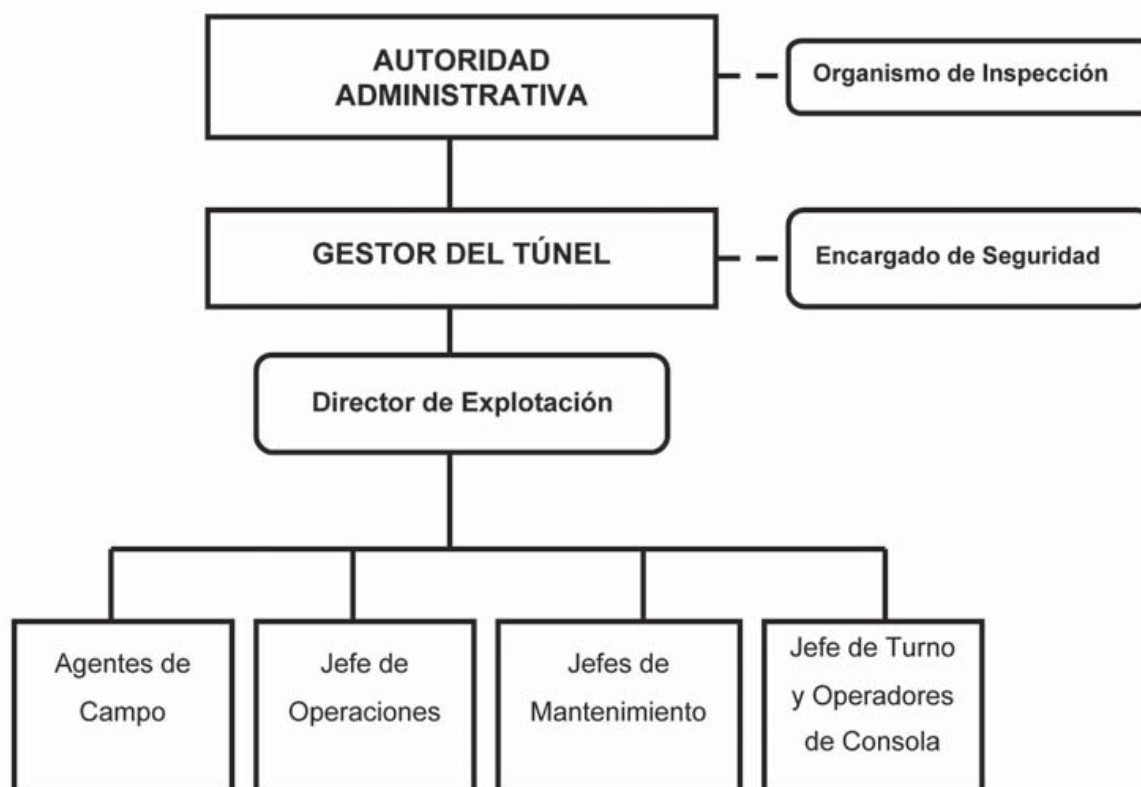 AUTORIDAD
ADMINISTRATIVA
Organismo de Inspección
GESTOR DEL TÚNEL
Encargado de Seguridad
Director de Explotación
Agentes de
Campo
Jefe de
Operaciones
Jefes de
Mantenimiento
Jefe de Turno
y Operadores
de Consola